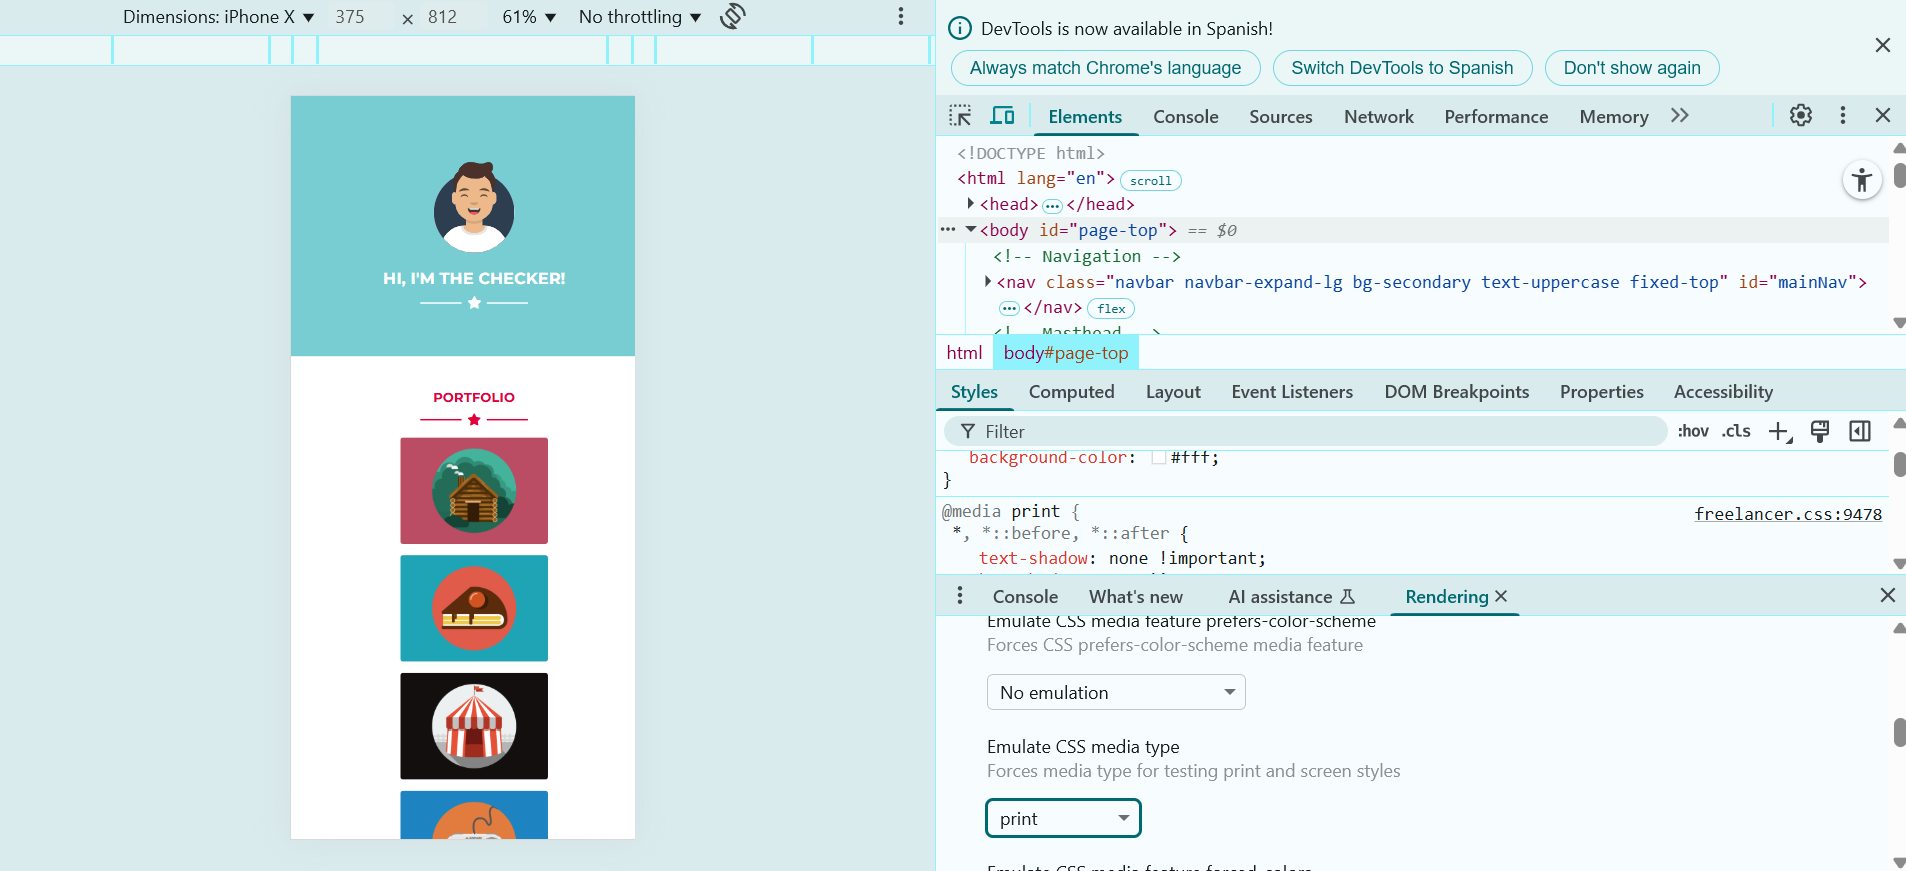 Dimensions: iPhone X ▼ 375 × 812 61% ▼ No throttling ▼
HI, I'M THE CHECKER!
PORTFOLIO
DevTools is now available in Spanish!
Always match Chrome's language Switch DevTools to Spanish Don't show again
Elements Console Sources Network Performance Memory
<!DOCTYPE html>
<html lang="en"> scroll
<head> ••• </head>
••• <body id="page-top"> == $0
<!-- Navigation -->
<nav class="navbar navbar-expand-lg bg-secondary text-uppercase fixed-top" id="mainNav">
••• </nav> flex
<!-- Masthead -->
html body#page-top
Styles Computed Layout Event Listeners DOM Breakpoints Properties Accessibility
Filter :hov .cls
background-color: #fff;
}
@media print { freelancer.css:9478
*, *::before, *::after {
text-shadow: none !important;
Console What's new AI assistance Rendering
Emulate CSS media feature prefers-color-scheme
Forces CSS prefers-color-scheme media feature
No emulation
Emulate CSS media type
Forces media type for testing print and screen styles
print
Emulate CSS media feature forced-colors